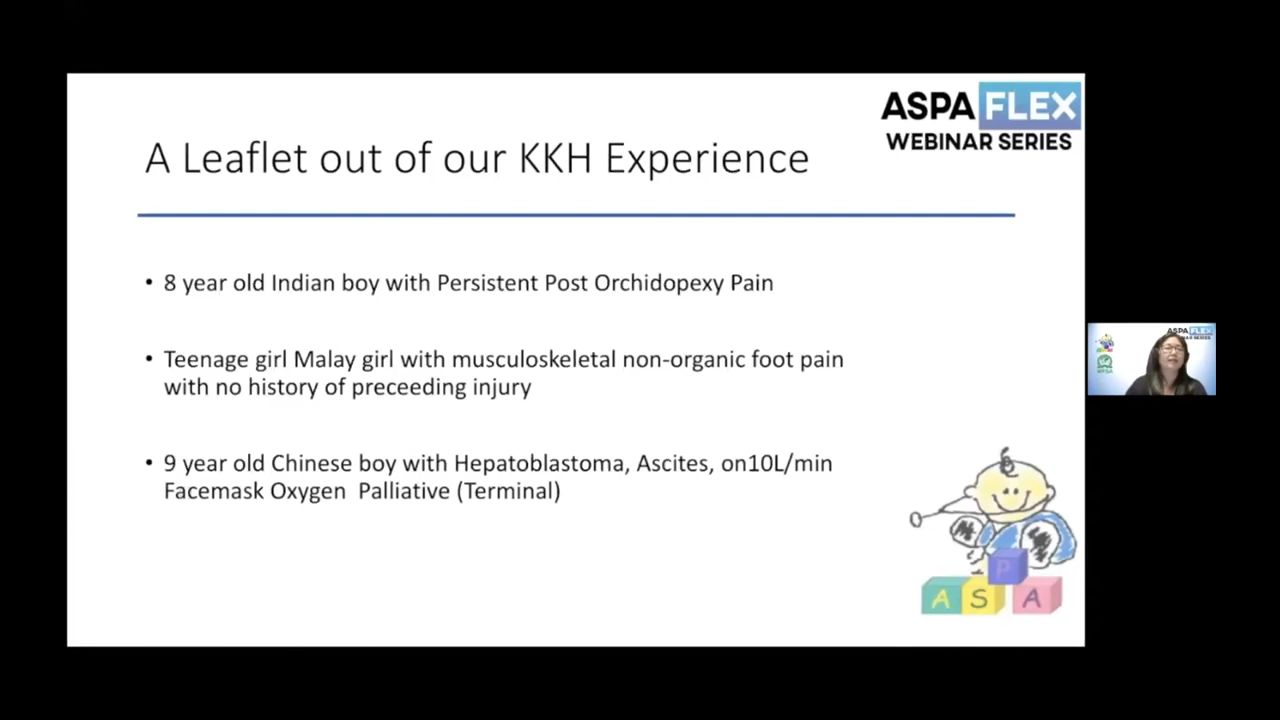 ASPA FLEX
WEBINAR SERIES
A Leaflet out of our KKH Experience
• 8 year old Indian boy with Persistent Post Orchidopexy Pain
• Teenage girl Malay girl with musculoskeletal non-organic foot pain
with no history of preceeding injury
• 9 year old Chinese boy with Hepatoblastoma, Ascites, on10L/min
Facemask Oxygen Palliative (Terminal)
P
A S A
ASPA FLEX